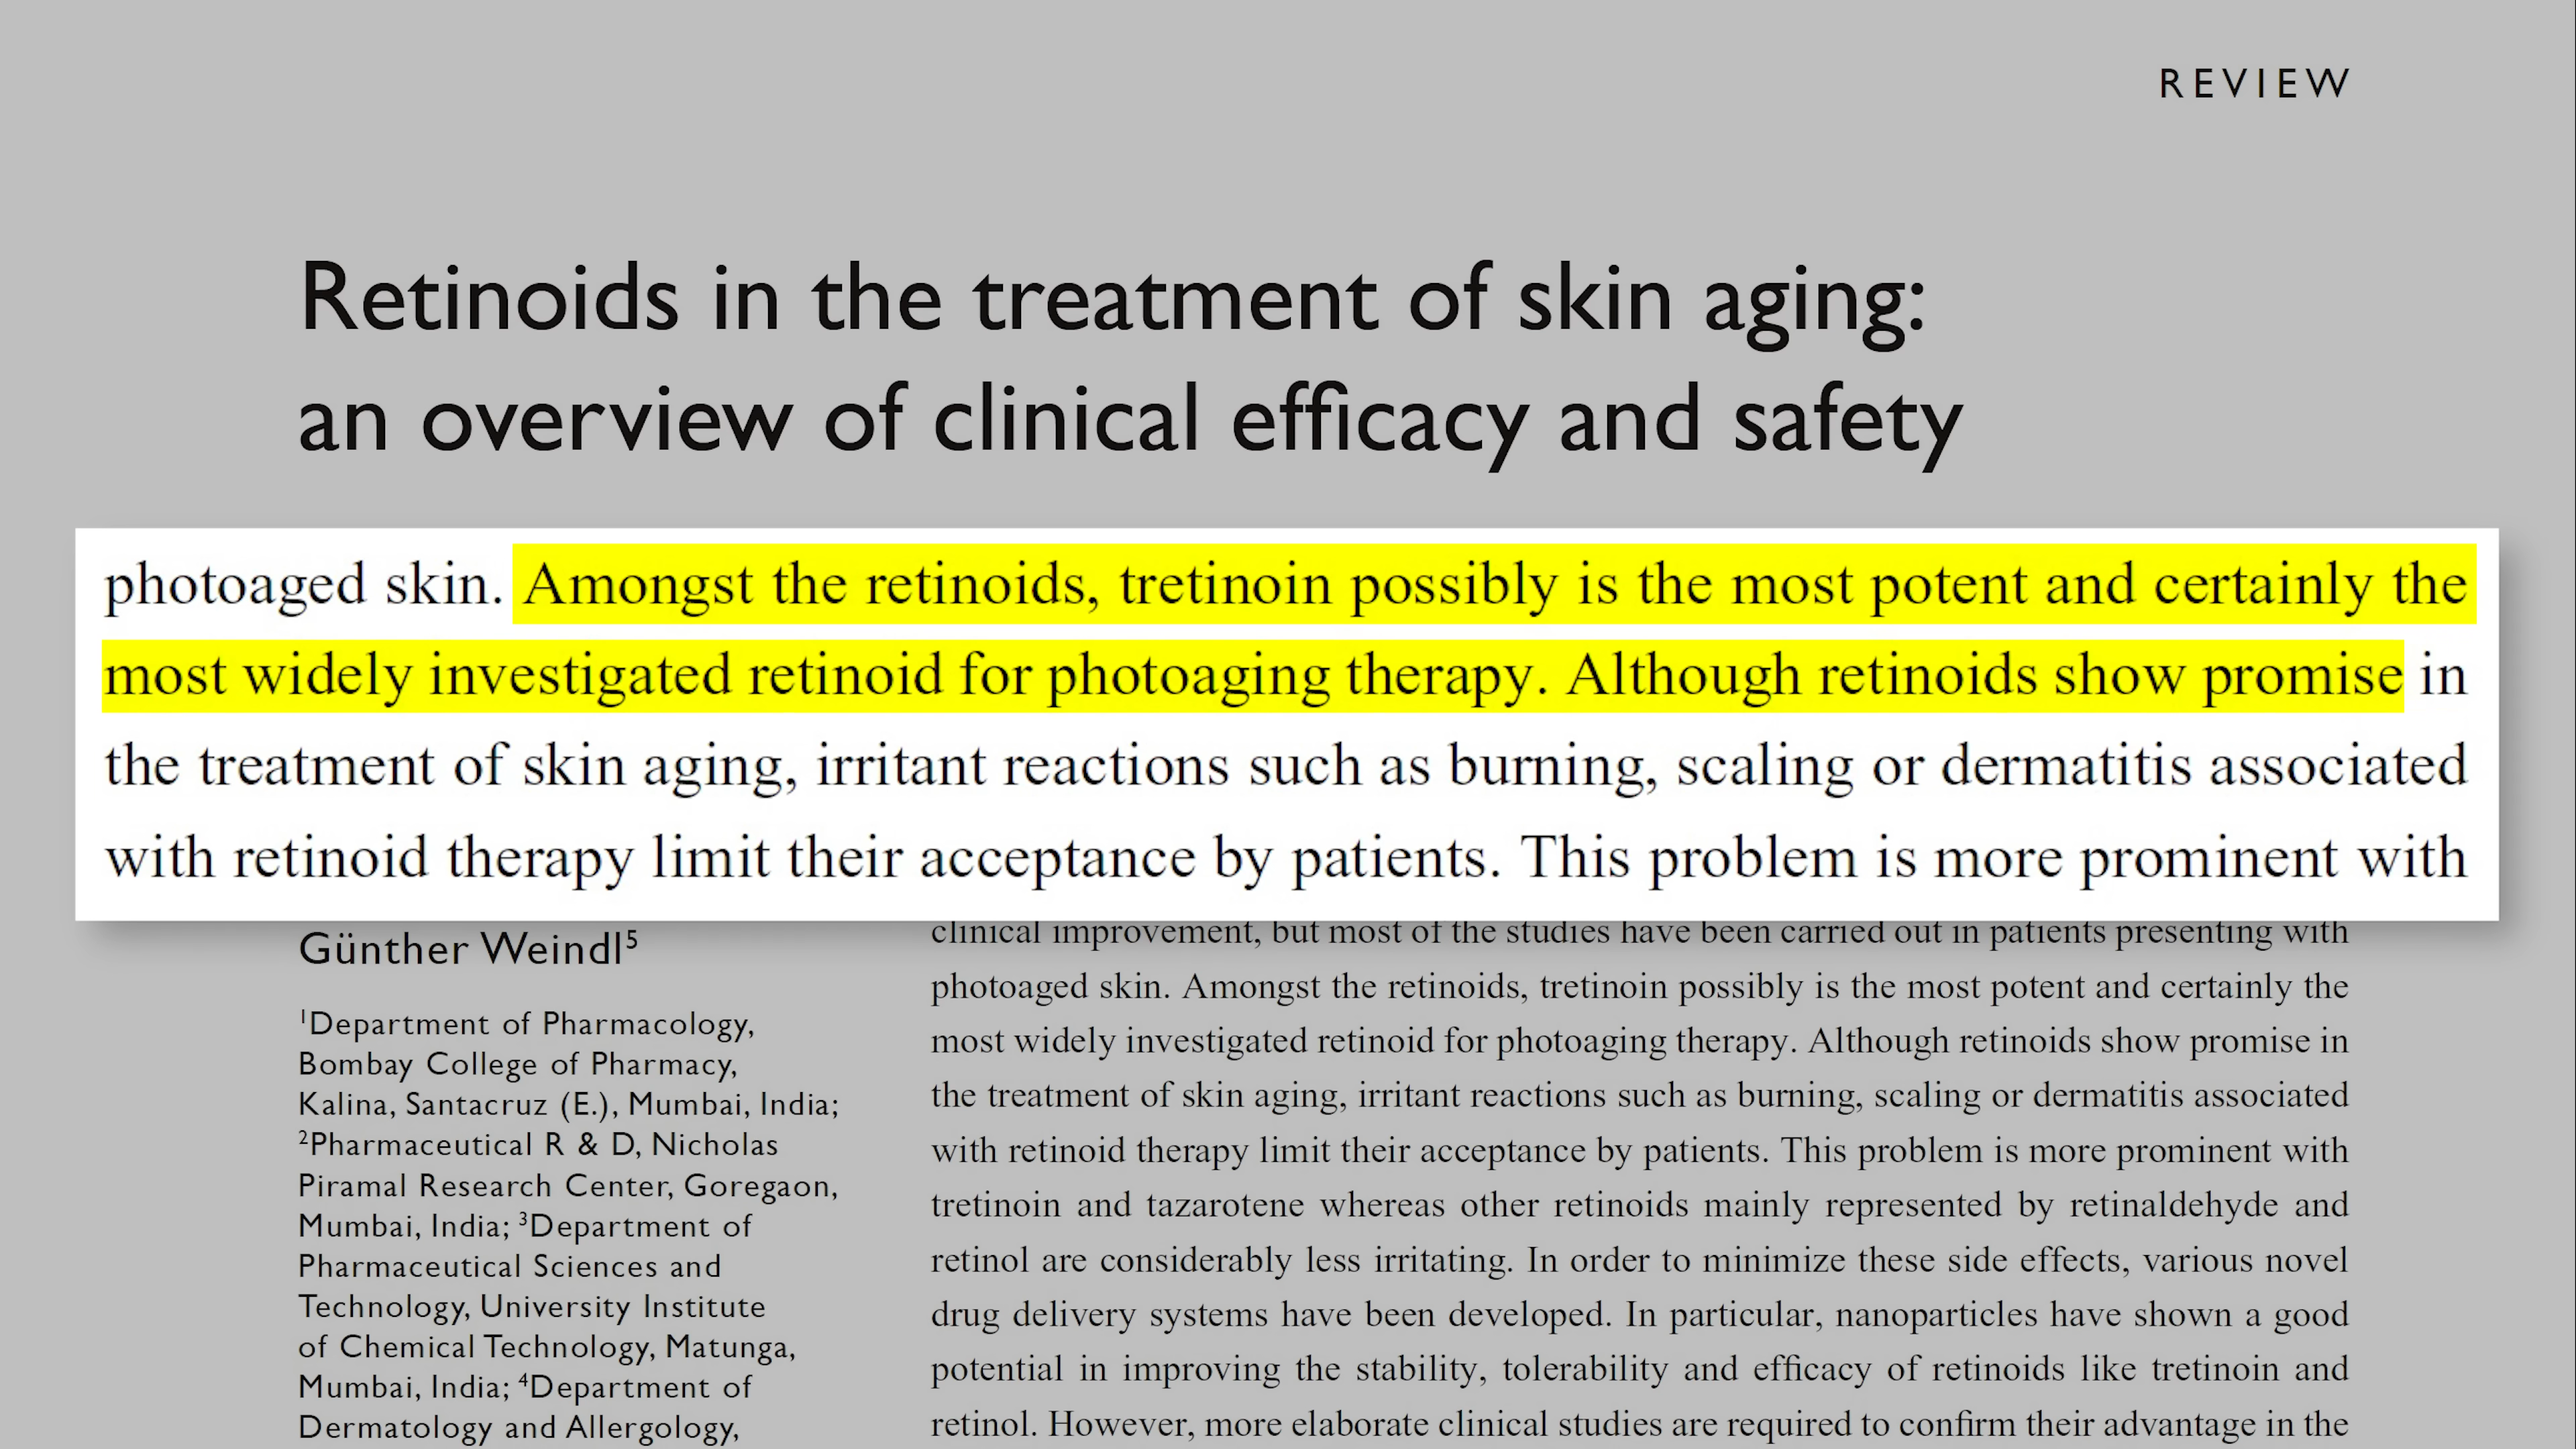 REVIEW
Retinoids in the treatment of skin aging:
an overview of clinical efficacy and safety
photoaged skin. Amongst the retinoids, tretinoin possibly is the most potent and certainly the
most widely investigated retinoid for photoaging therapy. Although retinoids show promise in
the treatment of skin aging, irritant reactions such as burning, scaling or dermatitis associated
with retinoid therapy limit their acceptance by patients. This problem is more prominent with
Günther Weindl⁵
¹Department of Pharmacology,
Bombay College of Pharmacy,
Kalina, Santacruz (E.), Mumbai, India;
²Pharmaceutical R & D, Nicholas
Piramal Research Center, Goregaon,
Mumbai, India; ³Department of
Pharmaceutical Sciences and
Technology, University Institute
of Chemical Technology, Matunga,
Mumbai, India; ⁴Department of
Dermatology and Allergology,
clinical improvement, but most of the studies have been carried out in patients presenting with
photoaged skin. Amongst the retinoids, tretinoin possibly is the most potent and certainly the
most widely investigated retinoid for photoaging therapy. Although retinoids show promise in
the treatment of skin aging, irritant reactions such as burning, scaling or dermatitis associated
with retinoid therapy limit their acceptance by patients. This problem is more prominent with
tretinoin and tazarotene whereas other retinoids mainly represented by retinaldehyde and
retinol are considerably less irritating. In order to minimize these side effects, various novel
drug delivery systems have been developed. In particular, nanoparticles have shown a good
potential in improving the stability, tolerability and efficacy of retinoids like tretinoin and
retinol. However, more elaborate clinical studies are required to confirm their advantage in the